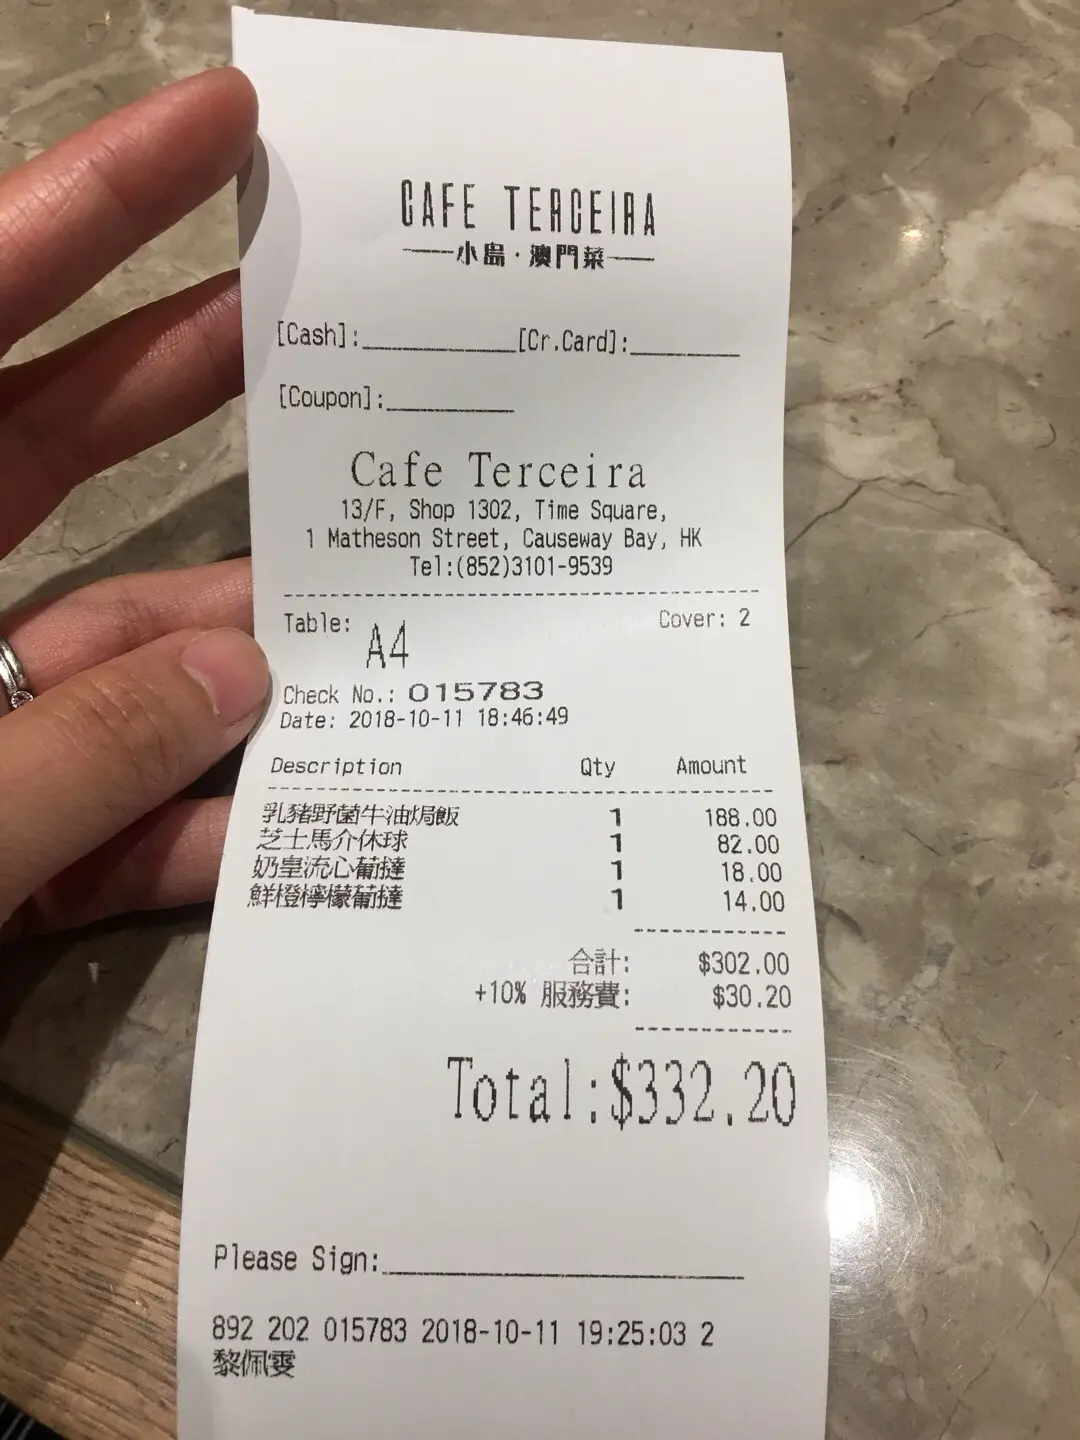 CAFE TERCEIRA
小島·澳門菜
[Cash]:____________[Cr.Card]:_________
[Coupon]:__________
Cafe Terceira
13/F, Shop 1302, Time Square,
1 Matheson Street, Causeway Bay, HK
Tel:(852)3101-9539
Table: A4 Cover: 2
Check No.: 015783
Date: 2018-10-11 18:46:49
Description Qty Amount
乳豬野菌牛油焗飯 1 188.00
芝士馬介休球 1 82.00
奶皇流心葡撻 1 18.00
鮮橙檸檬葡撻 1 14.00
合計: $302.00
+10% 服務費: $30.20
Total:$332.20
Please Sign:_______________________
892 202 015783 2018-10-11 19:25:03 2
黎佩雯